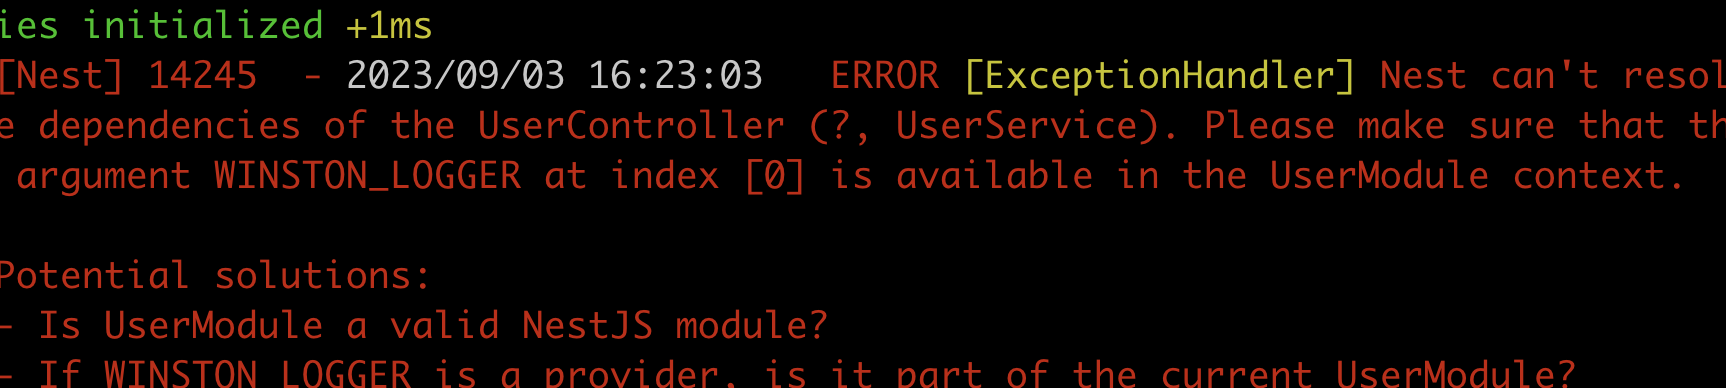 ies initialized +1ms
[Nest] 14245  - 2023/09/03 16:23:03   ERROR [ExceptionHandler] Nest can't resol
e dependencies of the UserController (?, UserService). Please make sure that th
argument WINSTON_LOGGER at index [0] is available in the UserModule context.
Potential solutions:
- Is UserModule a valid NestJS module?
- If WINSTON_LOGGER is a provider, is it part of the current UserModule?